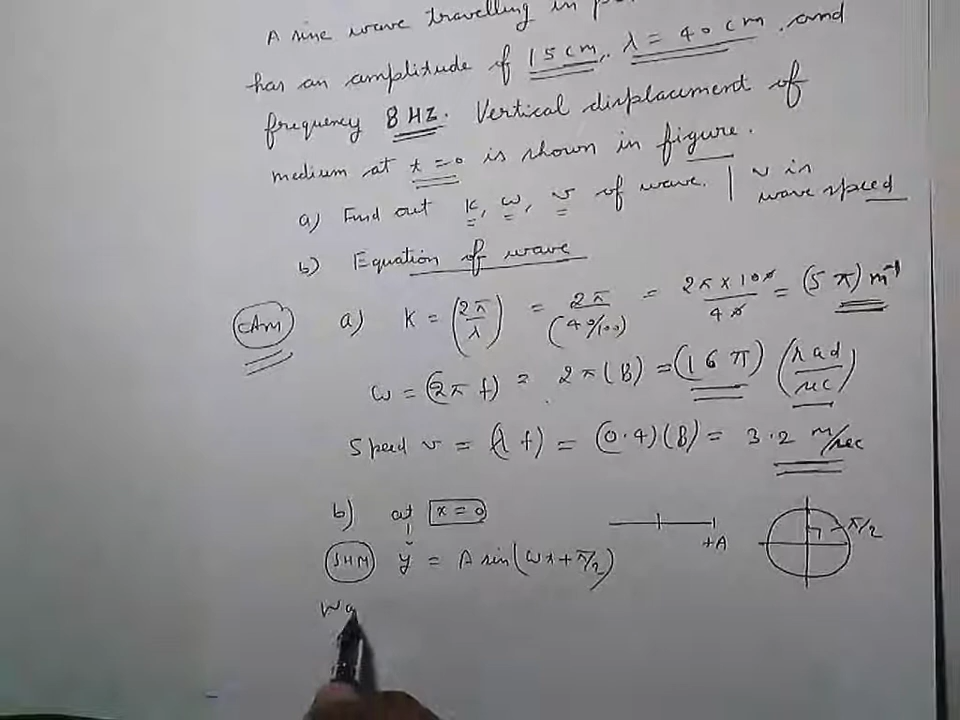 A sine wave travelling in
has an amplitude of 15 cm, λ = 40 cm, and
frequency 8 HZ. Vertical displacement of
medium at t = 0 is shown in figure.
a) Find out k, ω, v of wave. | v in wave speed
b) Equation of wave
Ans a) K = (2π/λ) = 2π/(40/100) = 2π × 100/40 = (5π) m⁻¹
ω = (2π f) = 2π(8) = (16 π) (rad/sec)
Speed v = (λ f) = (0.4)(8) = 3.2 m/sec
b) at x = 0
+A
π/2
SHM y = A sin(ωt + π/2)